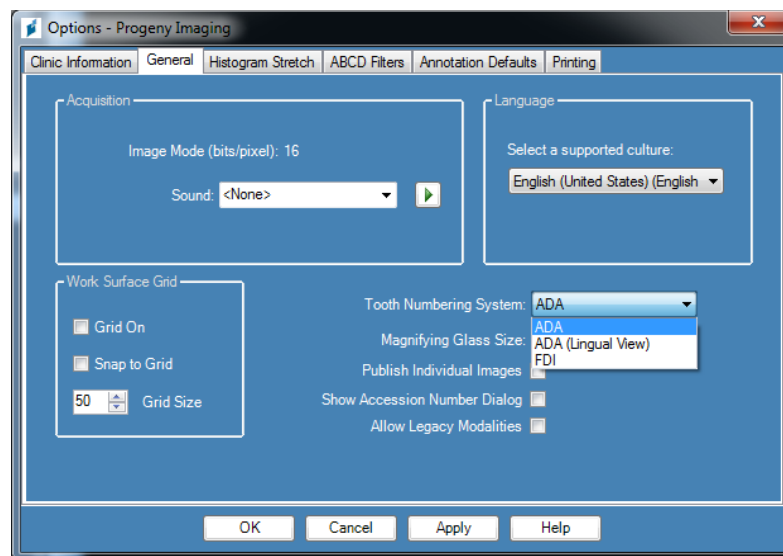 Options - Progeny Imaging
X
Clinic Information General Histogram Stretch ABCD Filters Annotation Defaults Printing
Acquisition
Image Mode (bits/pixel): 16
Sound: <None>
Language
Select a supported culture:
English (United States) (English
Work Surface Grid
Grid On
Snap to Grid
50 Grid Size
Tooth Numbering System: ADA
ADA
ADA (Lingual View)
FDI
Magnifying Glass Size:
Publish Individual Images
Show Accession Number Dialog
Allow Legacy Modalities
OK Cancel Apply Help